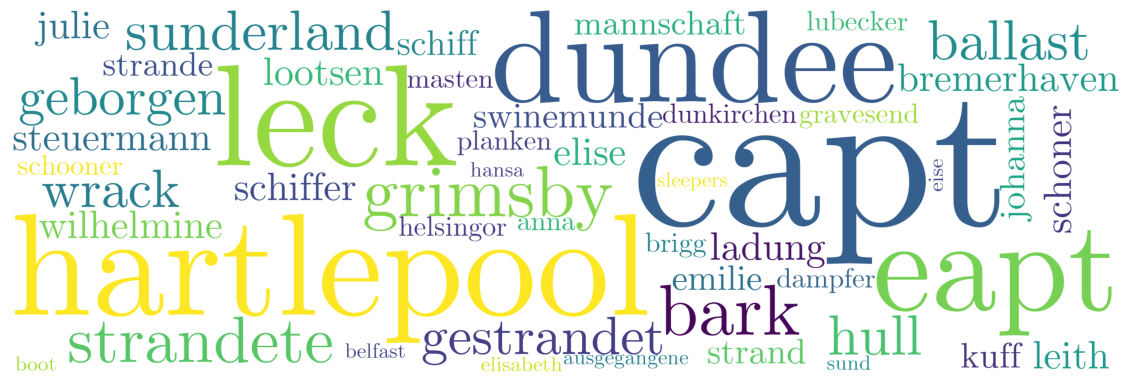 julie
sunderland
schiff
dundee
mannschaft
lubecker
ballast
strande
lootsen
masten
bremerhaven
geborgen
leck
swinemunde
dunkirchen
gravesend
johanna
schoner
steuermann
planken
elise
capt
schooner
hansa
sleepers
eise
wrack
schiffer
grimsby
wilhelmine
helsingor
anna
hartlepool
brigg
ladung
emilie
dampfer
eapt
bark
strandete
gestrandet
hull
boot
belfast
elisabeth
ausgegangene
strand
sund
kuff
leith